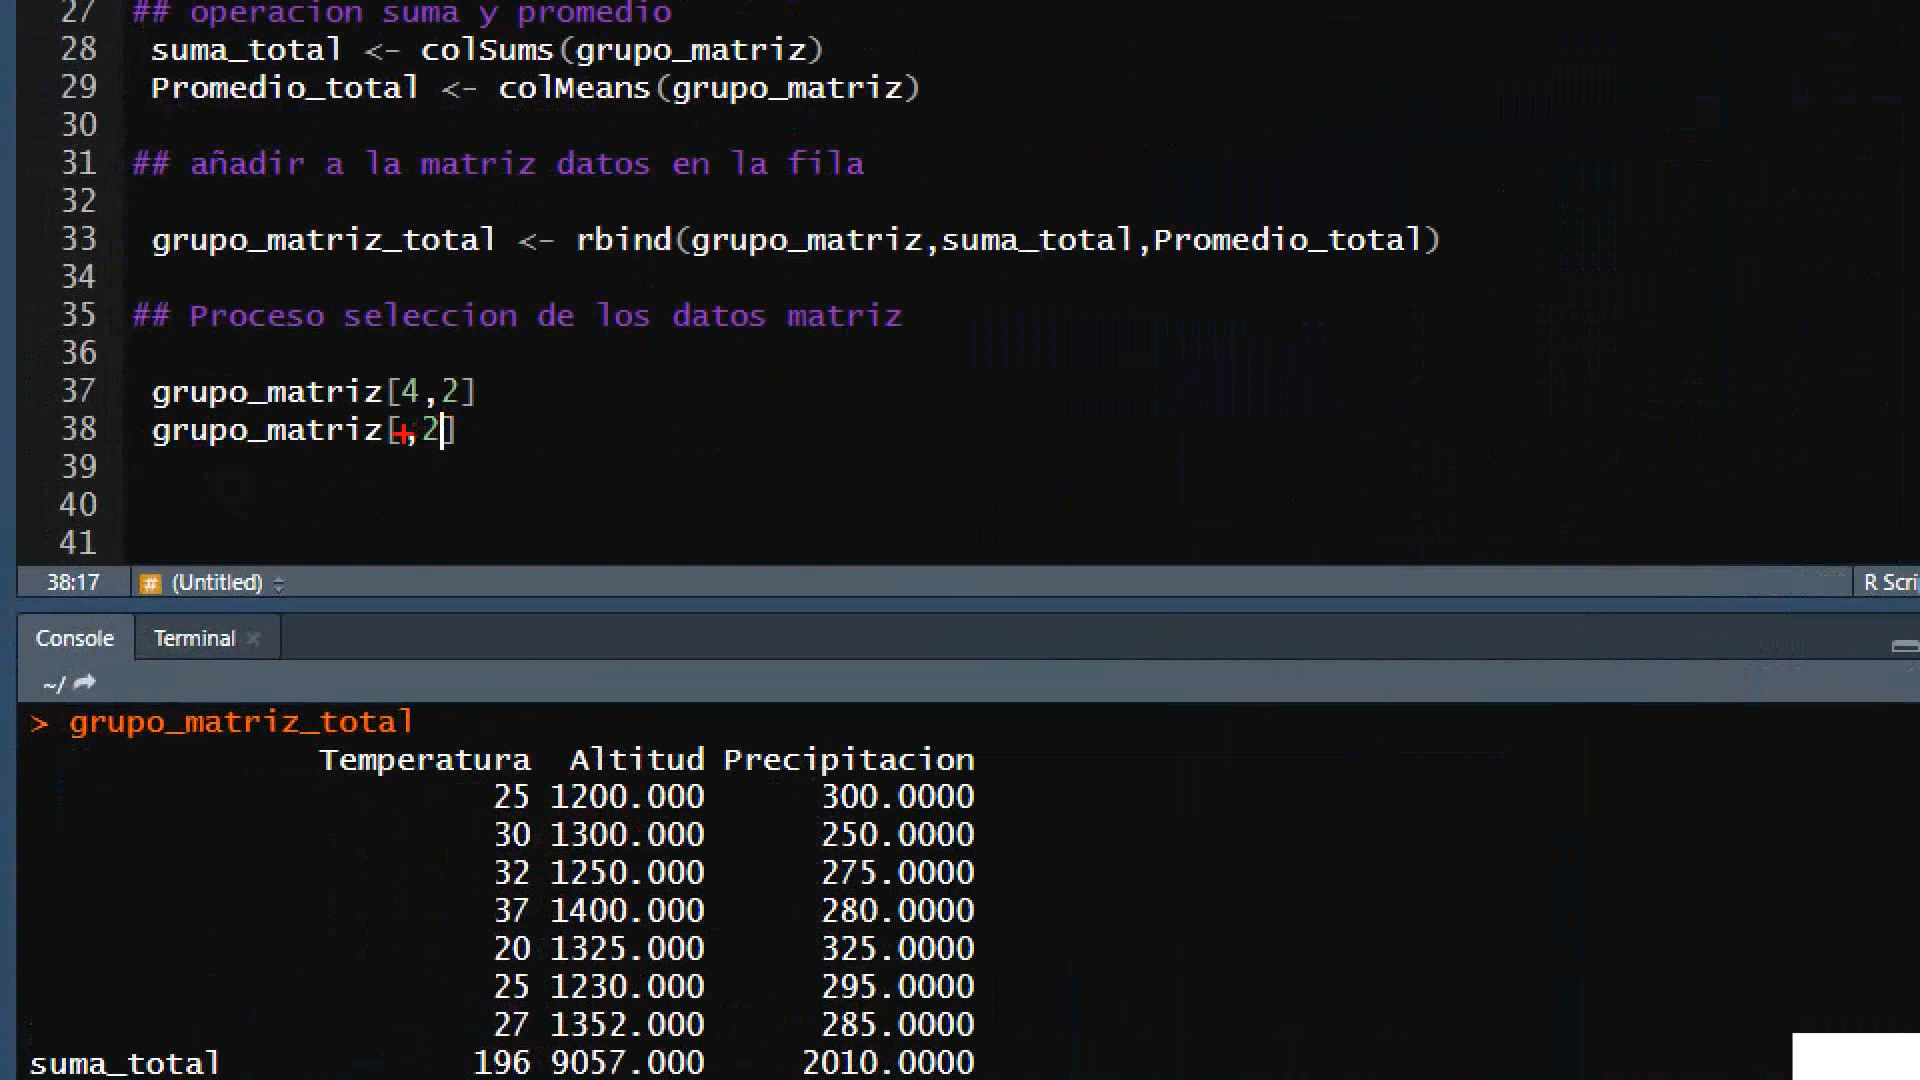 27 ## operacion suma y promedio
28 suma_total <- colSums(grupo_matriz)
29 Promedio_total <- colMeans(grupo_matriz)
30
31 ## añadir a la matriz datos en la fila
32
33 grupo_matriz_total <- rbind(grupo_matriz,suma_total,Promedio_total)
34
35 ## Proceso seleccion de los datos matriz
36
37 grupo_matriz[4,2]
38 grupo_matriz[,2]
39
40
41
38:17 # (Untitled) R Scri
Console Terminal
~/
> grupo_matriz_total
Temperatura Altitud Precipitacion
25 1200.000 300.0000
30 1300.000 250.0000
32 1250.000 275.0000
37 1400.000 280.0000
20 1325.000 325.0000
25 1230.000 295.0000
27 1352.000 285.0000
suma_total 196 9057.000 2010.0000